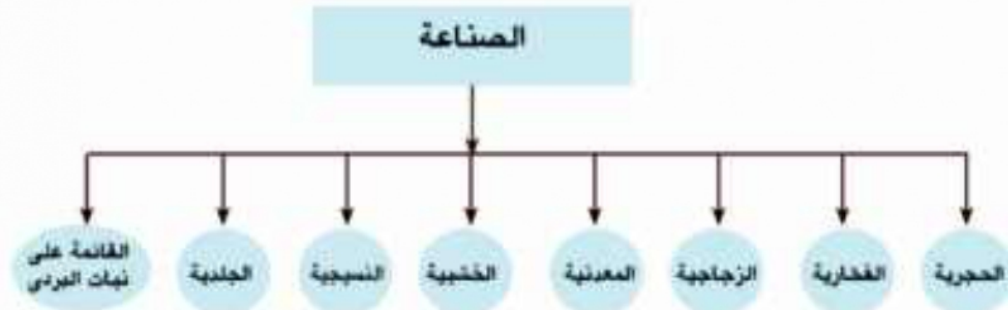 الصناعة
الحجرية
الفخارية
الزجاجية
المعدنية
الخشبية
النسيجية
الجلدية
القائمة على
نبات البردي